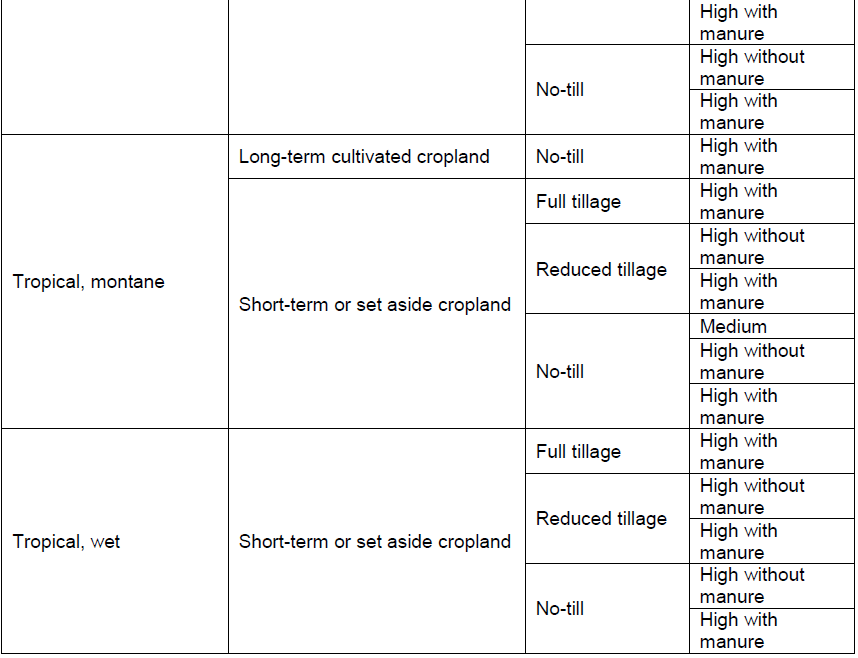 High with
manure
No-till
High without
manure
High with
manure
Tropical, montane
Long-term cultivated cropland
No-till
High with
manure
Short-term or set aside cropland
Full tillage
High with
manure
Reduced tillage
High without
manure
High with
manure
No-till
Medium
High without
manure
High with
manure
Tropical, wet
Short-term or set aside cropland
Full tillage
High with
manure
Reduced tillage
High without
manure
High with
manure
No-till
High without
manure
High with
manure